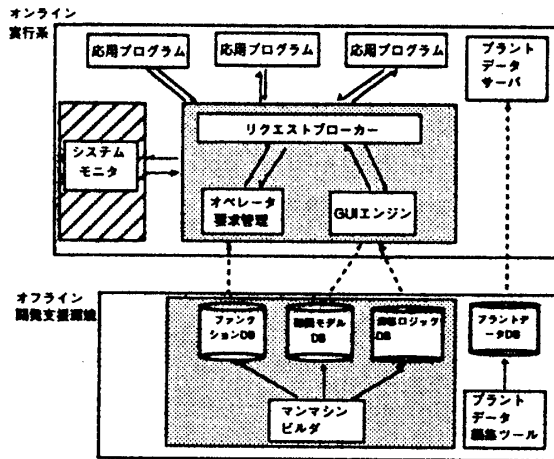 オンライン
実行系
応用プログラム
応用プログラム
応用プログラム
プラント
データ
サーバ
リクエストブローカー
システム
モニタ
オペレータ
要求管理
GUIエンジン
オフライン
開発支援環境
ファンク
ションDB
モデル
DB
ロジック
DB
プラントデ
ータDB
マンマシン
ビルダ
プラント
データ
編集ツール